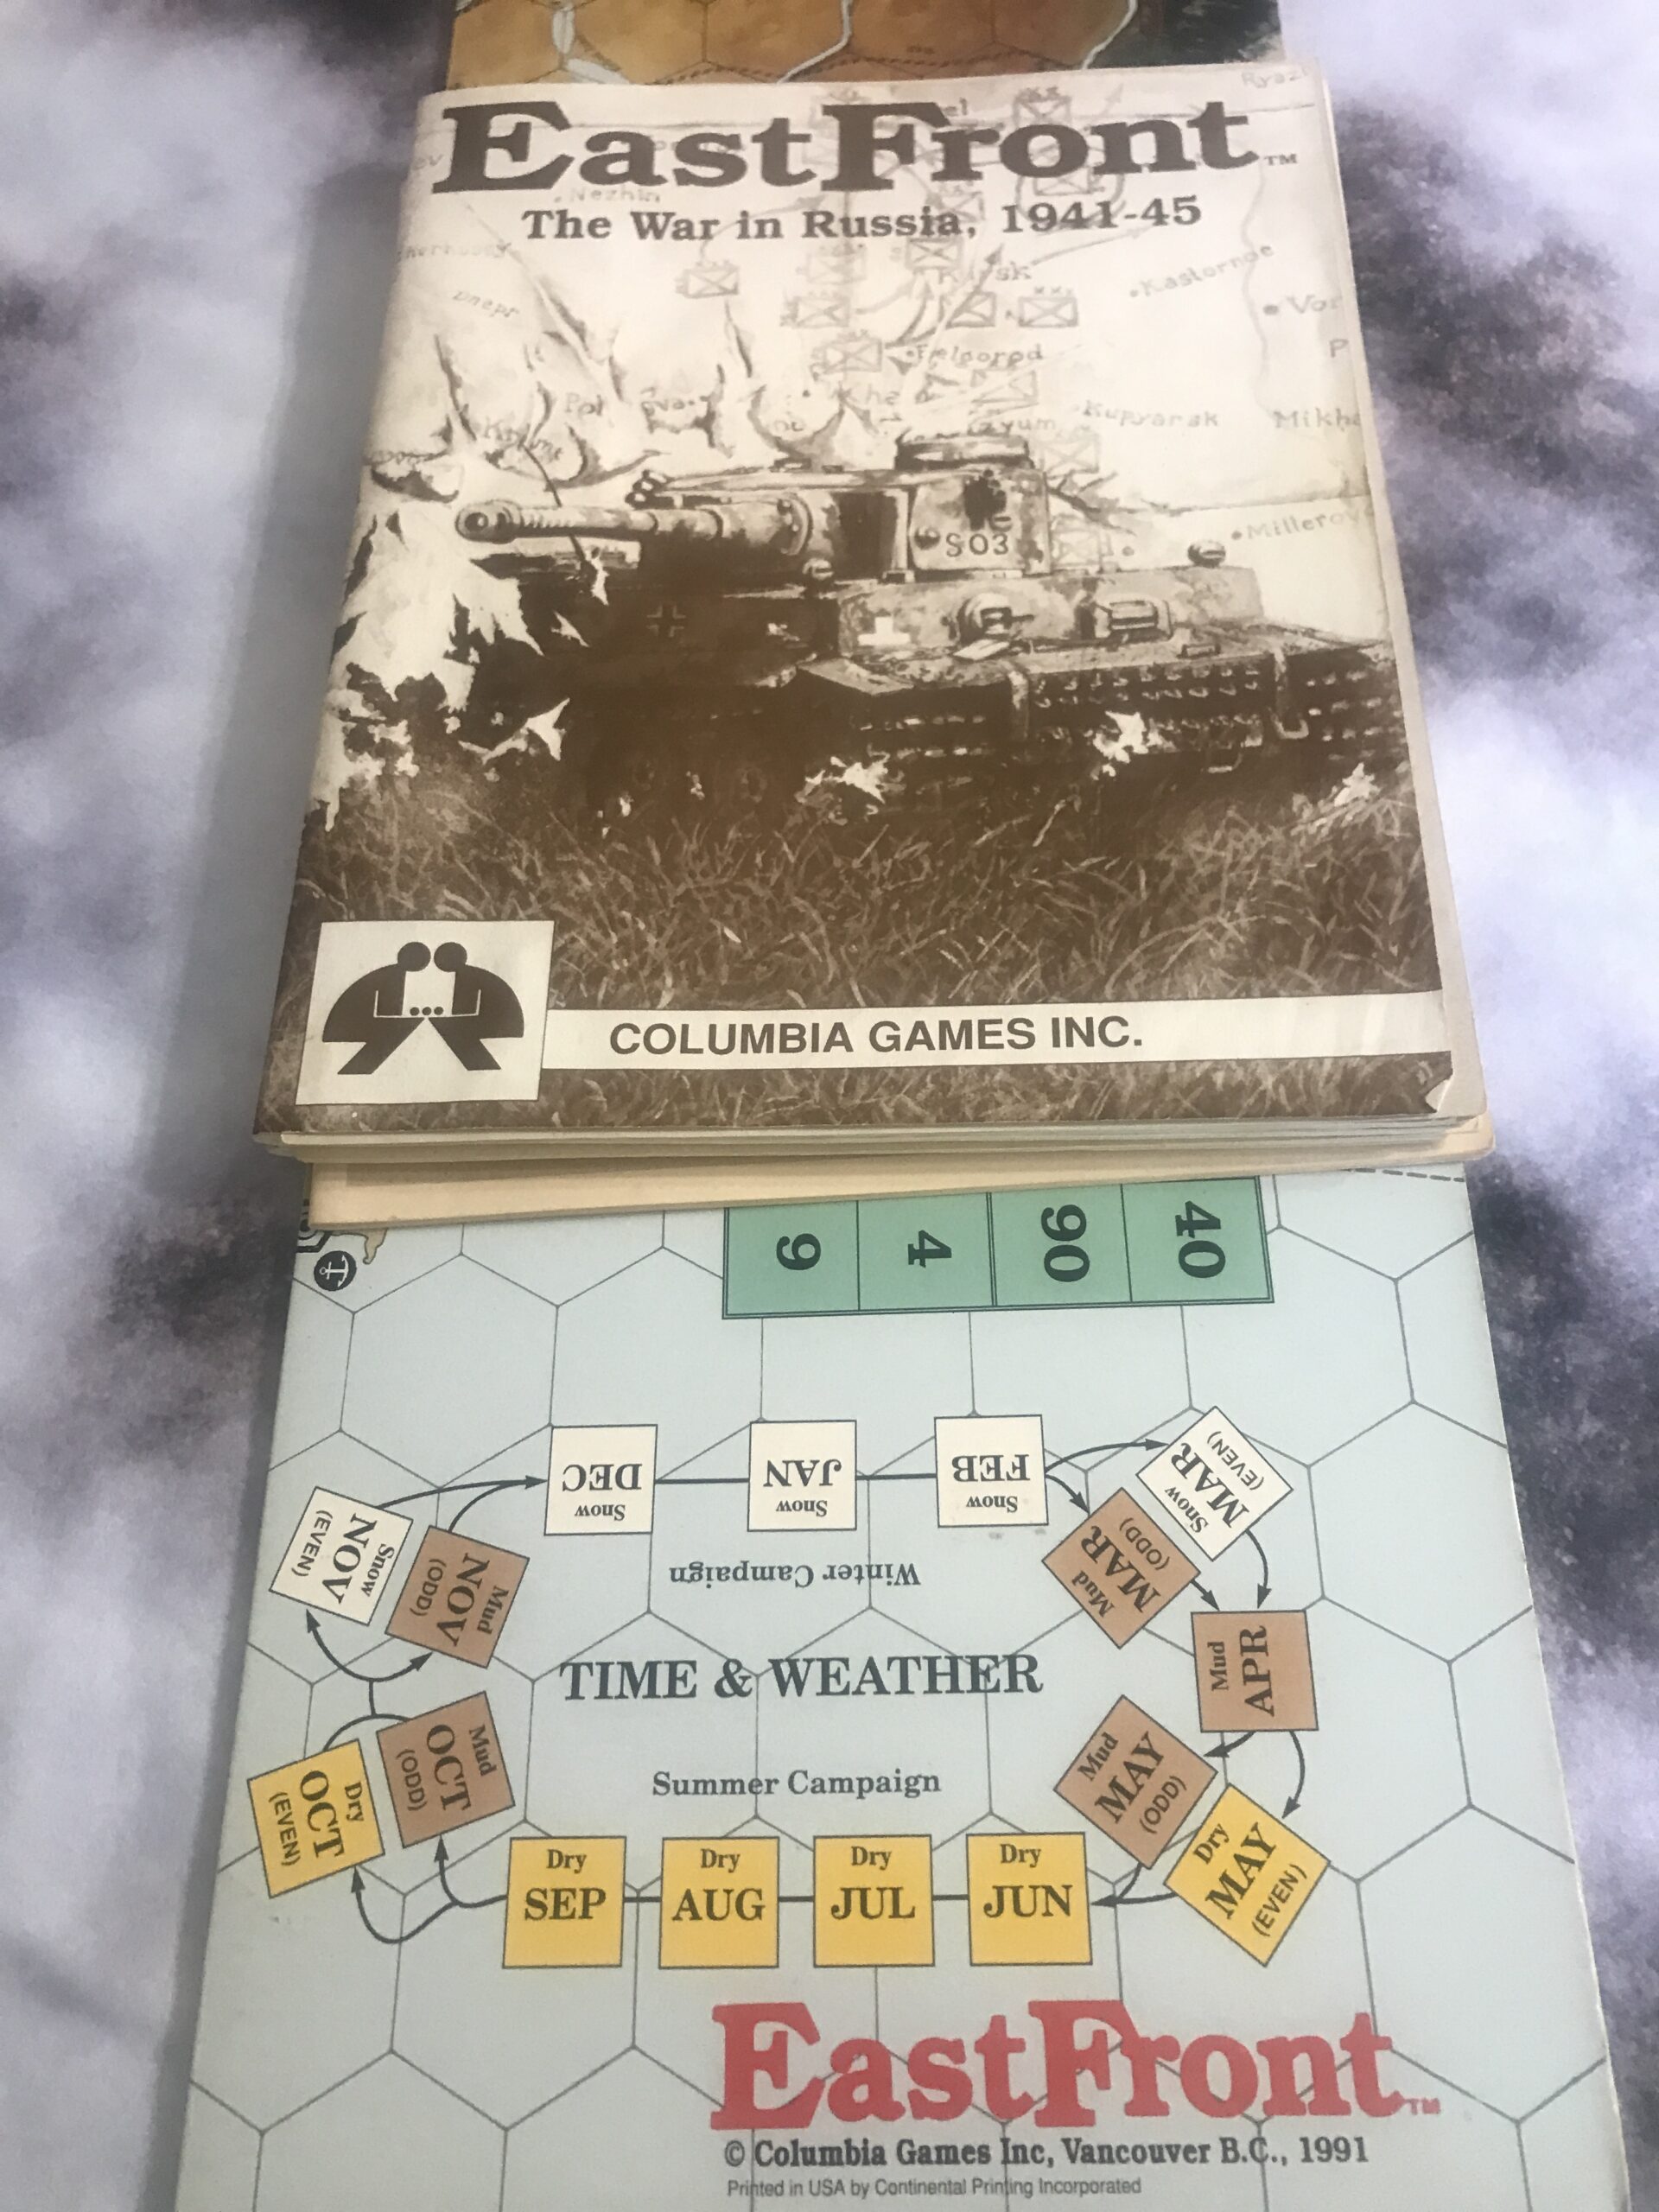 EastFront™
The War in Russia, 1941-45
Nezhin
Dnepr
Kastornoe
Belgorod
Kupyarsk
Millerov
S03
COLUMBIA GAMES INC.
9 4 90 40
Snow DEC
Snow JAN
Snow FEB
Snow MAR (EVEN)
Mud MAR (ODD)
Snow NOV (EVEN)
Mud NOV (ODD)
Winter Campaign
Mud APR
TIME & WEATHER
Mud OCT (ODD)
Dry OCT (EVEN)
Summer Campaign
Mud MAY (ODD)
Dry MAY (EVEN)
Dry SEP
Dry AUG
Dry JUL
Dry JUN
EastFront™
© Columbia Games Inc, Vancouver B.C., 1991
Printed in USA by Continental Printing Incorporated